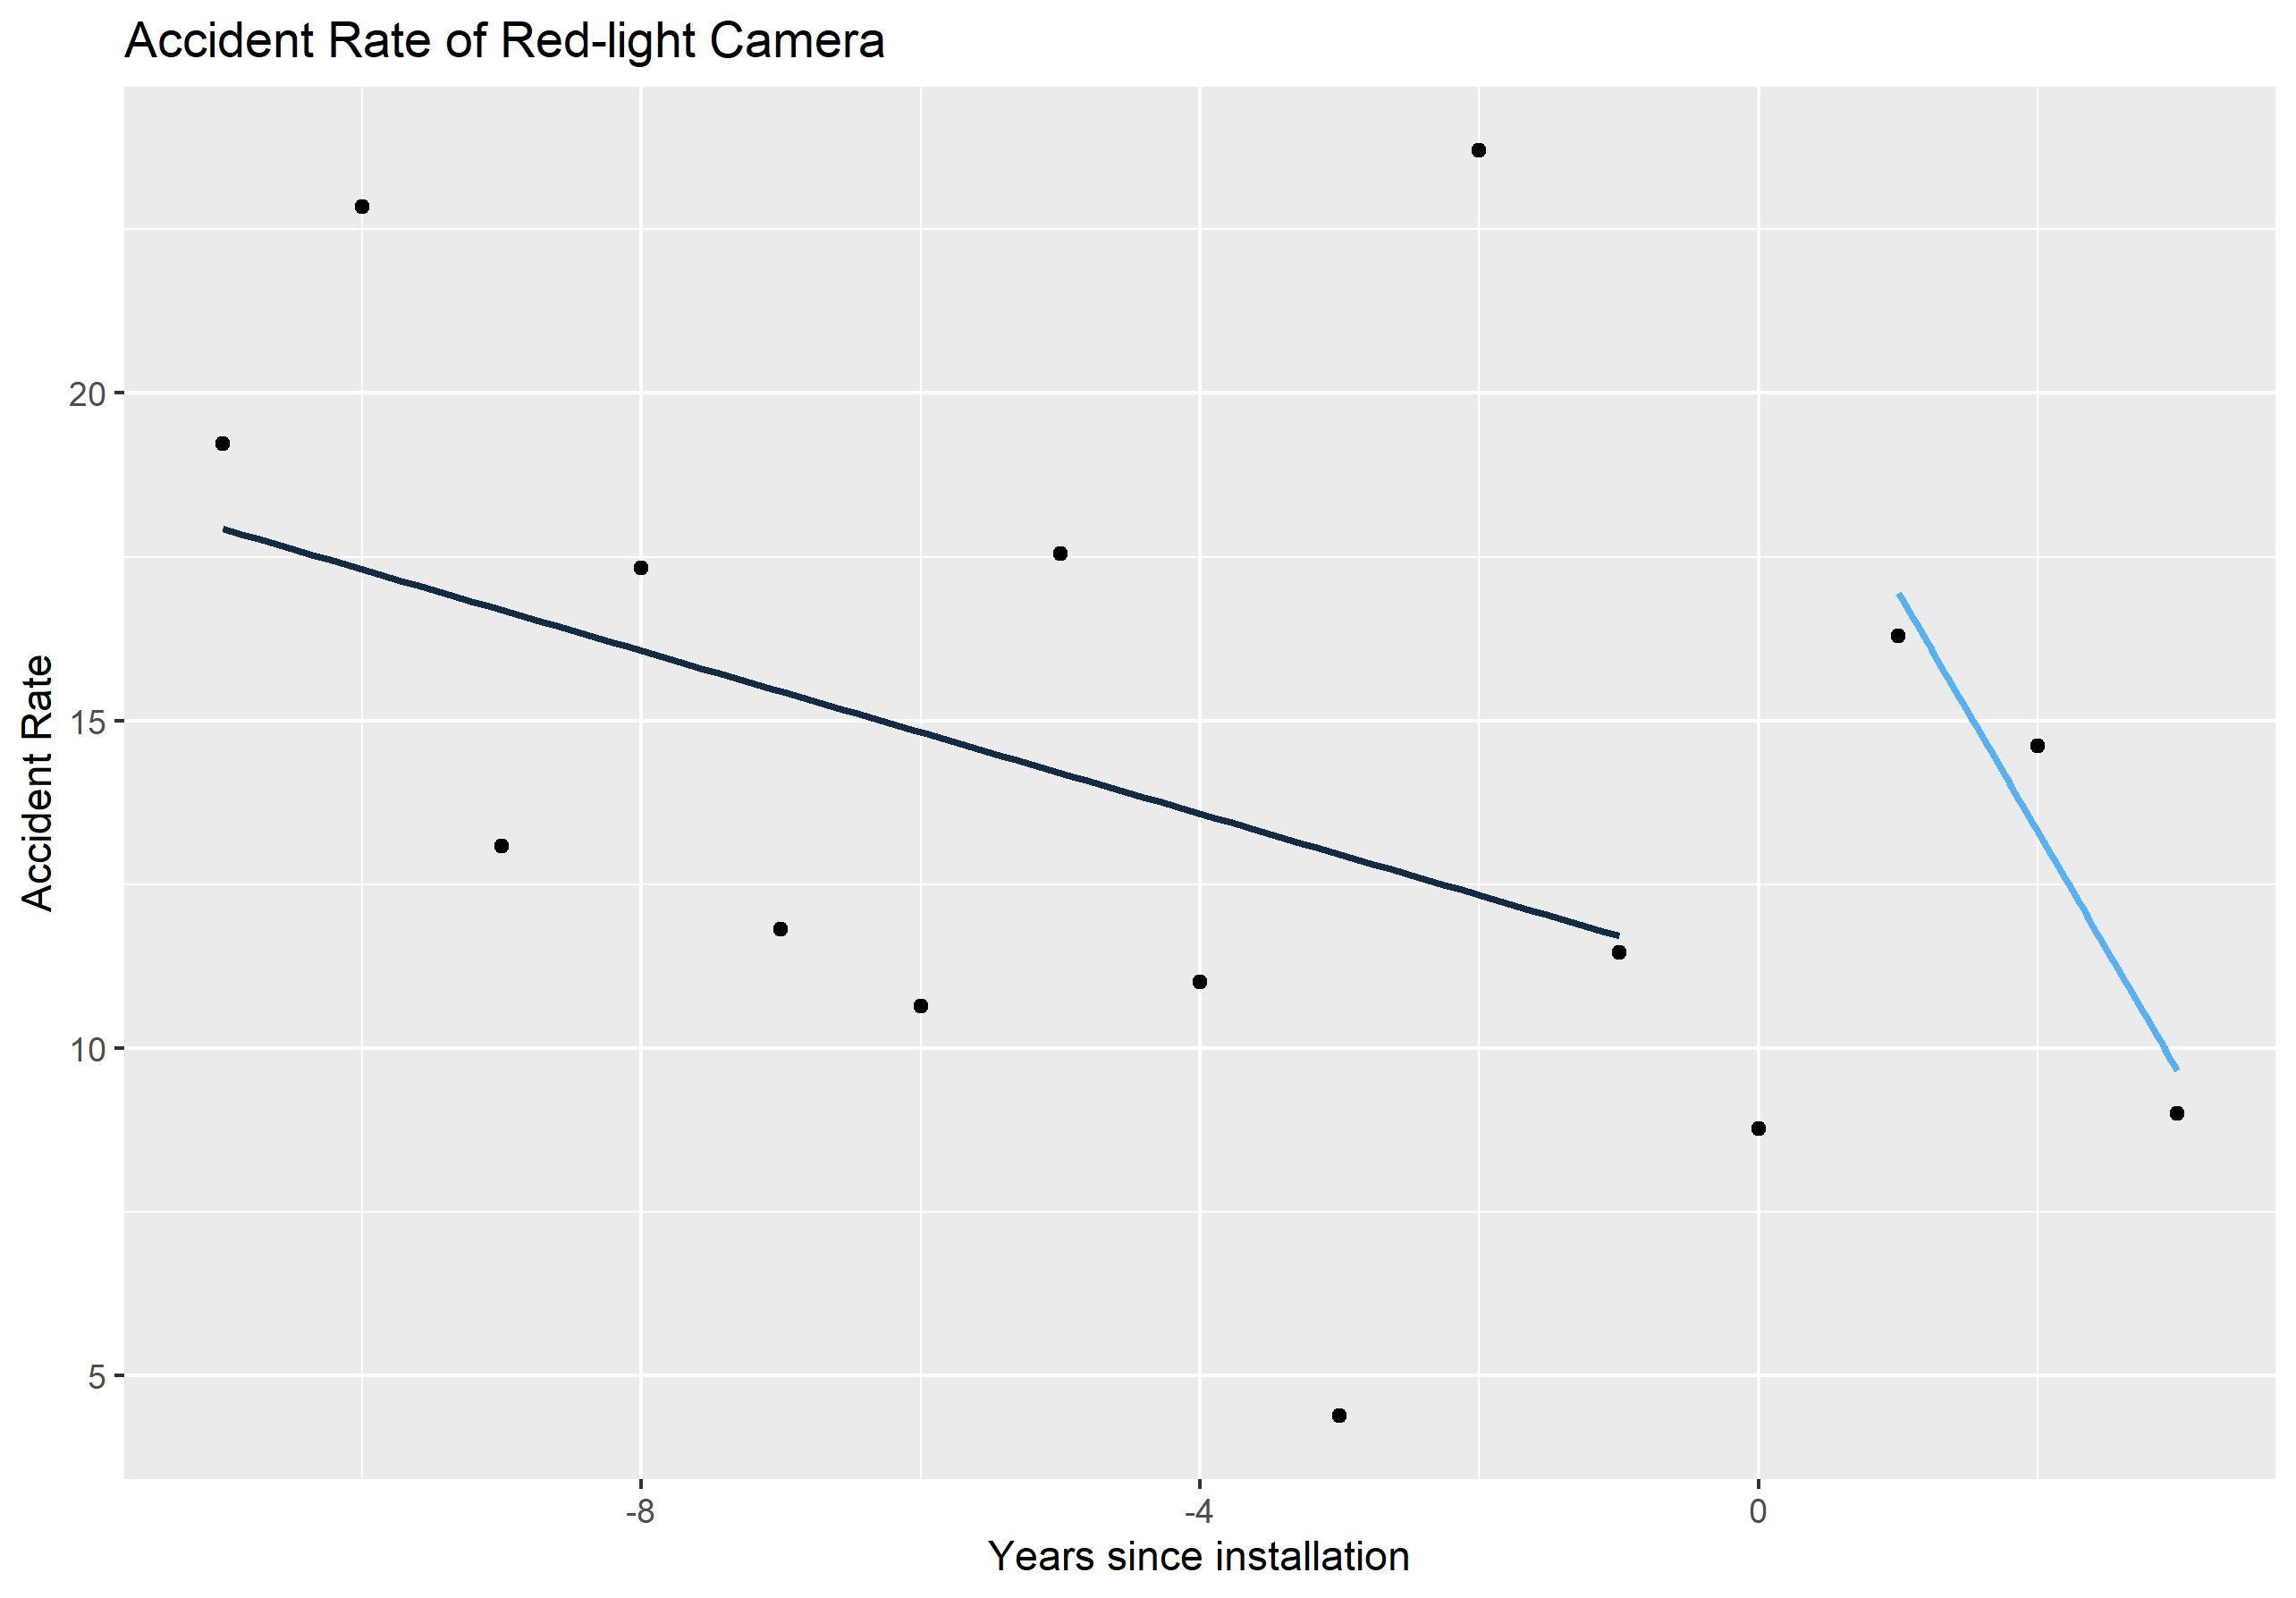 Accident Rate of Red-light Camera
20
15
10
5
Accident Rate
-8
-4
0
Years since installation